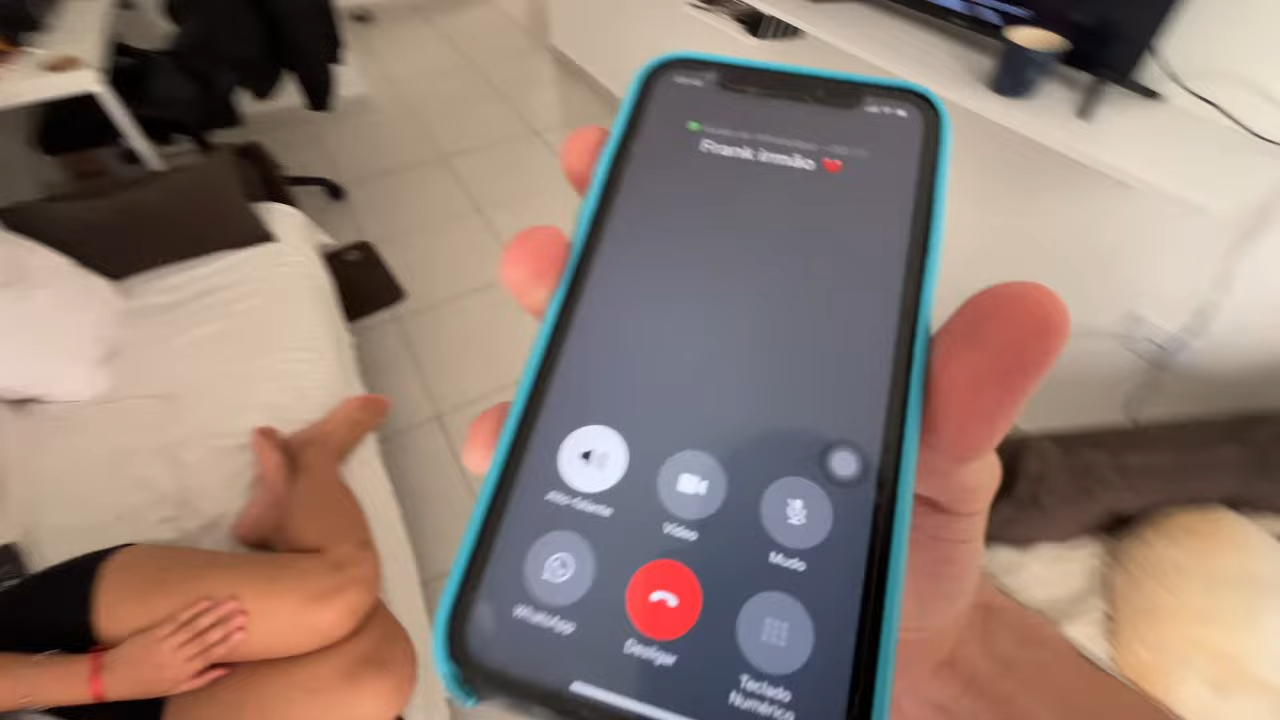 Frank irmão ❤️
Alto-falante
Vídeo
Mudo
WhatsApp
Desligar
Teclado
Numérico